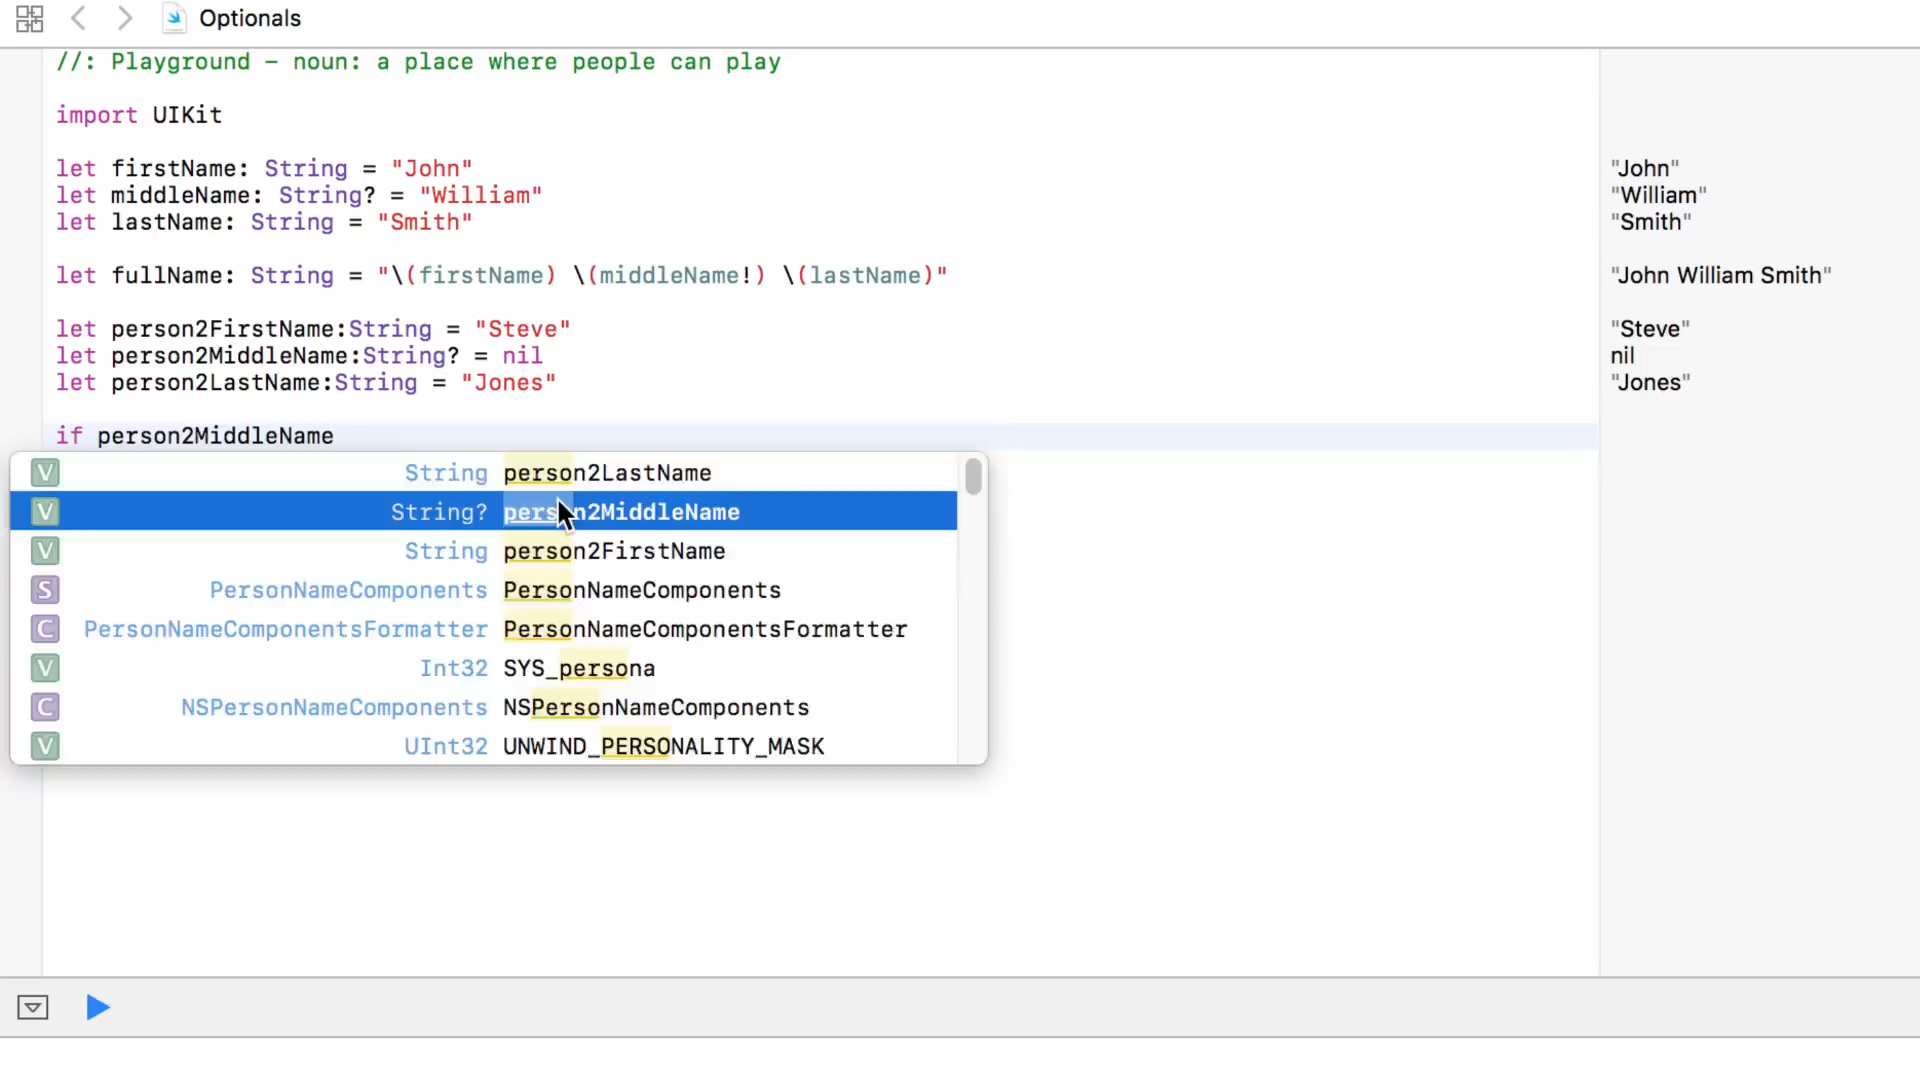 Optionals
//: Playground – noun: a place where people can play
import UIKit
let firstName: String = "John" "John"
let middleName: String? = "William" "William"
let lastName: String = "Smith" "Smith"
let fullName: String = "\(firstName) \(middleName!) \(lastName)" "John William Smith"
let person2FirstName:String = "Steve" "Steve"
let person2MiddleName:String? = nil nil
let person2LastName:String = "Jones" "Jones"
if person2MiddleName
V String person2LastName
V String? person2MiddleName
V String person2FirstName
S PersonNameComponents PersonNameComponents
C PersonNameComponentsFormatter PersonNameComponentsFormatter
V Int32 SYS_persona
C NSPersonNameComponents NSPersonNameComponents
V UInt32 UNWIND_PERSONALITY_MASK